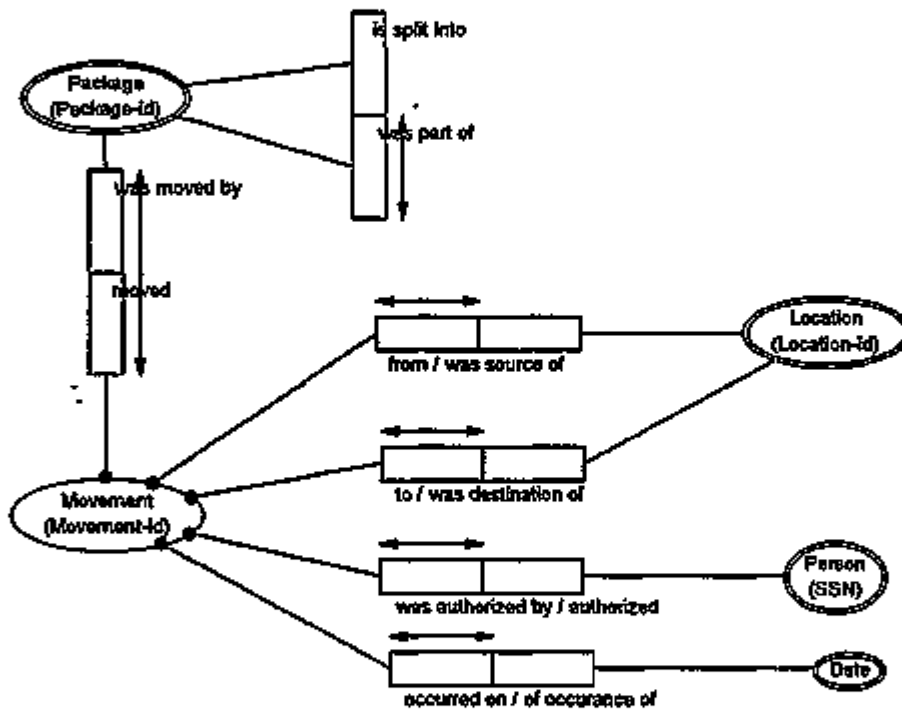 is split into
Package
(Package-id)
was part of
was moved by
moved
Location
(Location-id)
from / was source of
to / was destination of
Movement
(Movement-id)
Person
(SSN)
was authorized by / authorized
Date
occurred on / of occurance of